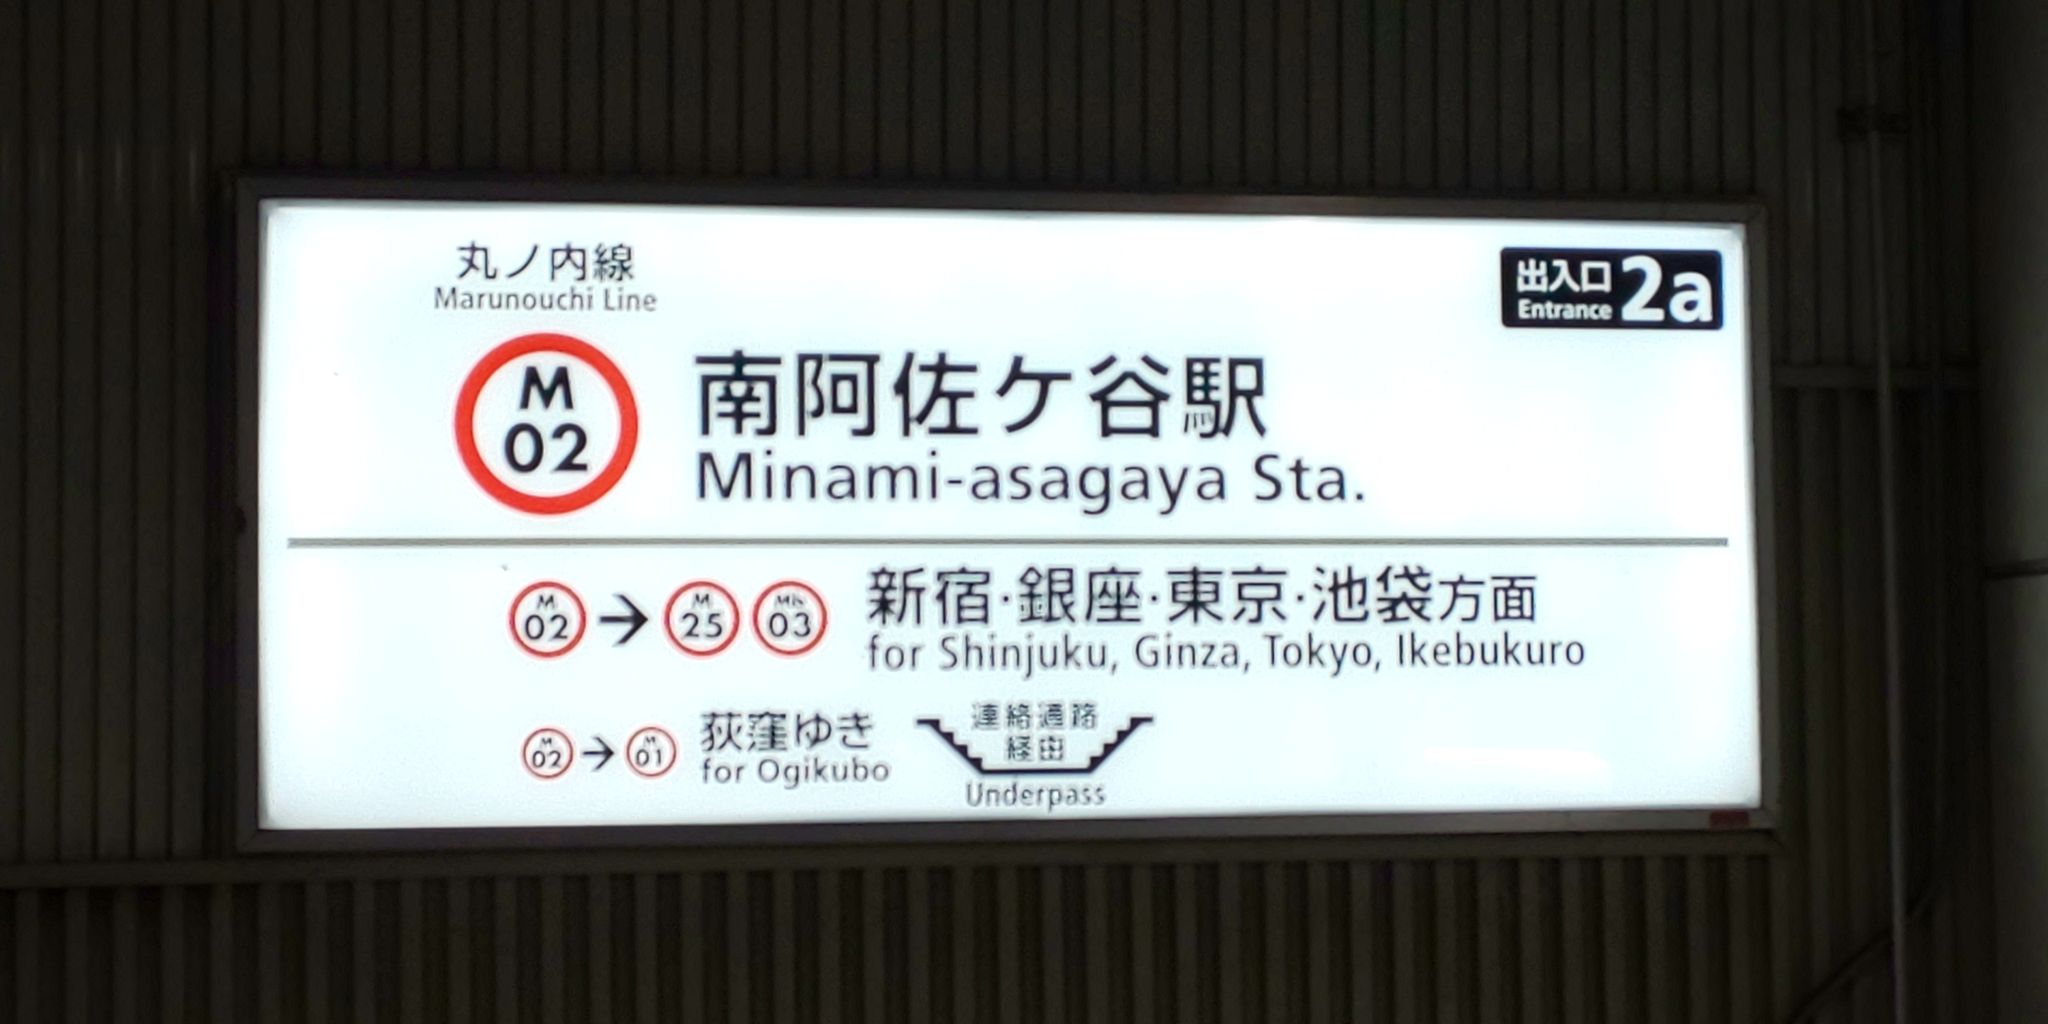 丸ノ内線
Marunouchi Line
出入口 2a
Entrance
M
02
南阿佐ケ谷駅
Minami-asagaya Sta.
M
02
→
M
25
Mb
03
新宿・銀座・東京・池袋方面
for Shinjuku, Ginza, Tokyo, Ikebukuro
M
02
→
M
01
荻窪ゆき
for Ogikubo
連絡通路
経由
Underpass